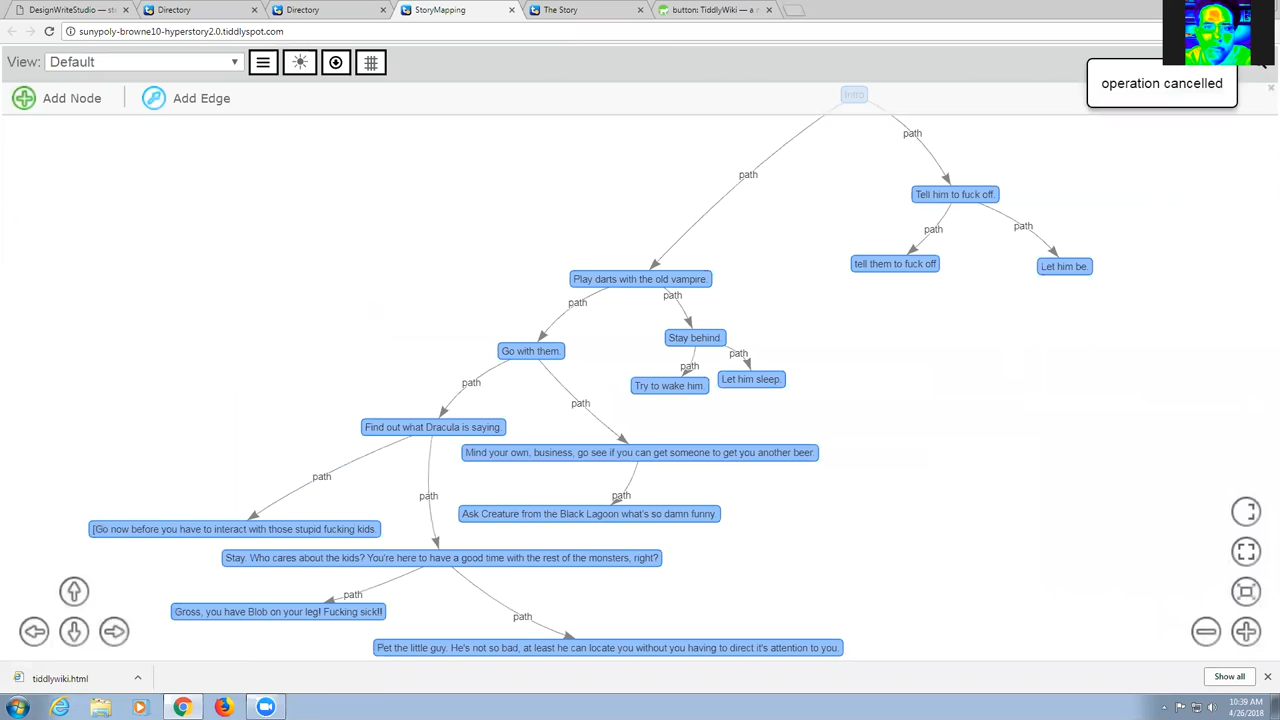 DesignWriteStudio — st
Directory
Directory
StoryMapping
The Story
button: TiddlyWiki — a
sunypoly-browne10-hyperstory2.0.tiddlyspot.com
View: Default
operation cancelled
Add Node
Add Edge
Intro
path
path
Tell him to fuck off.
path
path
tell them to fuck off
Let him be.
Play darts with the old vampire.
path
path
Stay behind.
Go with them.
path
path
Let him sleep.
Try to wake him.
path
path
Find out what Dracula is saying.
Mind your own, business, go see if you can get someone to get you another beer.
path
path
path
Ask Creature from the Black Lagoon what's so damn funny
[Go now before you have to interact with those stupid fucking kids.
Stay. Who cares about the kids? You're here to have a good time with the rest of the monsters, right?
path
Gross, you have Blob on your leg! Fucking sick!!
path
Pet the little guy. He's not so bad, at least he can locate you without you having to direct it's attention to you.
tiddlywiki.html
Show all
10:39 AM
4/26/2018